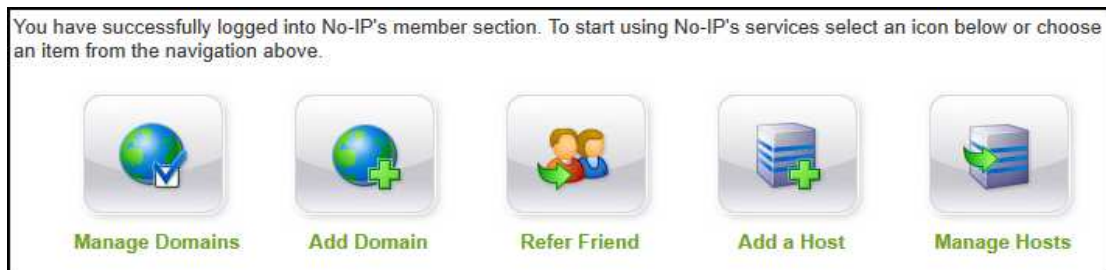 You have successfully logged into No-IP's member section. To start using No-IP's services select an icon below or choose
an item from the navigation above.
Manage Domains
Add Domain
Refer Friend
Add a Host
Manage Hosts